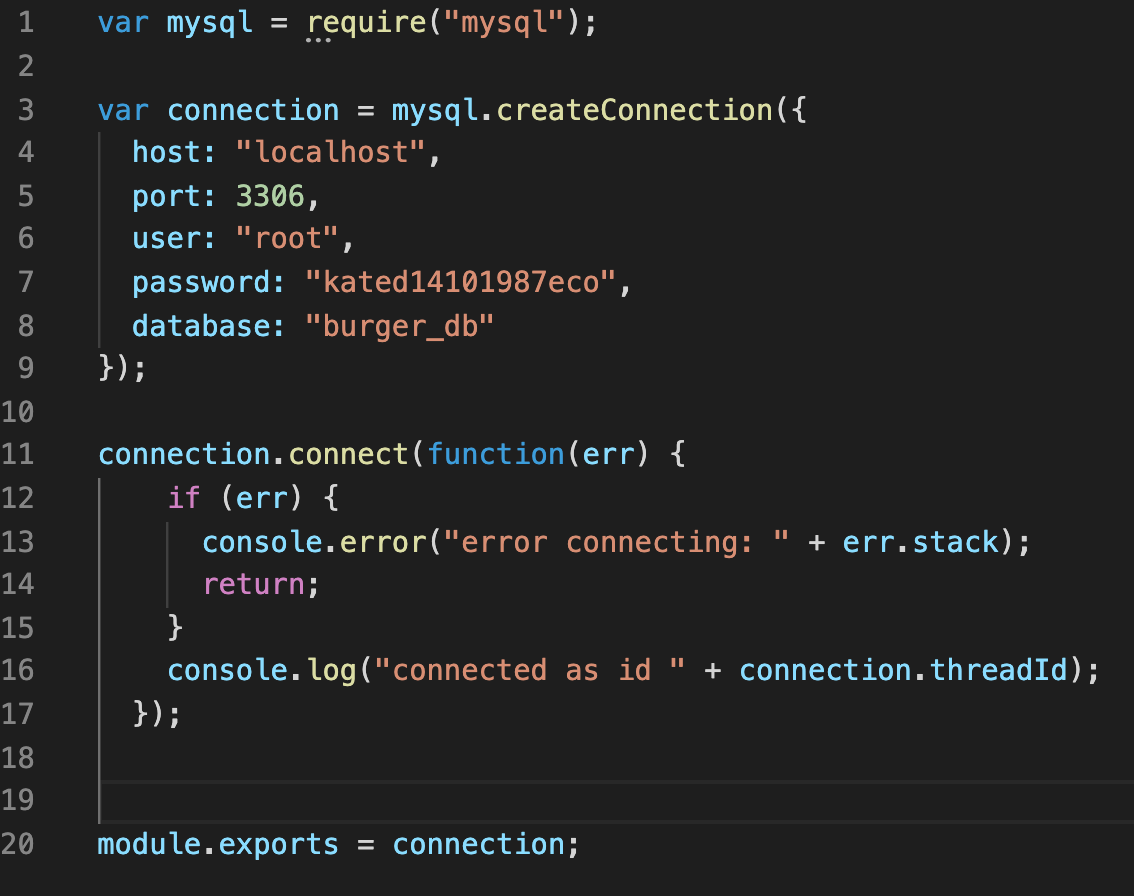 1 var mysql = require("mysql");
2
3 var connection = mysql.createConnection({
4   host: "localhost",
5   port: 3306,
6   user: "root",
7   password: "kated14101987eco",
8   database: "burger_db"
9 });
10
11 connection.connect(function(err) {
12     if (err) {
13       console.error("error connecting: " + err.stack);
14       return;
15     }
16     console.log("connected as id " + connection.threadId);
17   });
18
19
20 module.exports = connection;